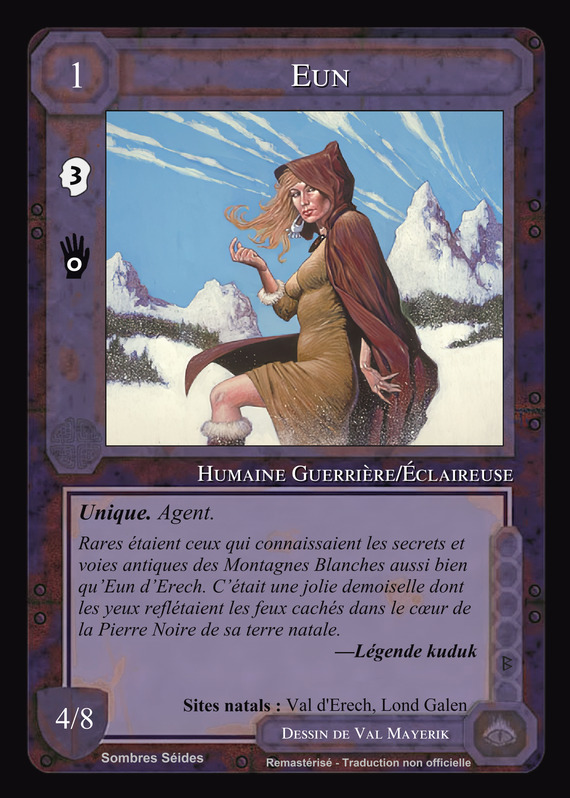 1
Eun
3
0
Humaine Guerrière/Éclaireuse
Unique. Agent.
Rares étaient ceux qui connaissaient les secrets et
voies antiques des Montagnes Blanches aussi bien
qu'Eun d'Erech. C'était une jolie demoiselle dont
les yeux reflétaient les feux cachés dans le cœur de
la Pierre Noire de sa terre natale.
—Légende kuduk
Sites natals : Val d'Erech, Lond Galen
4/8
Dessin de Val Mayerik
Sombres Séides
Remastérisé - Traduction non officielle